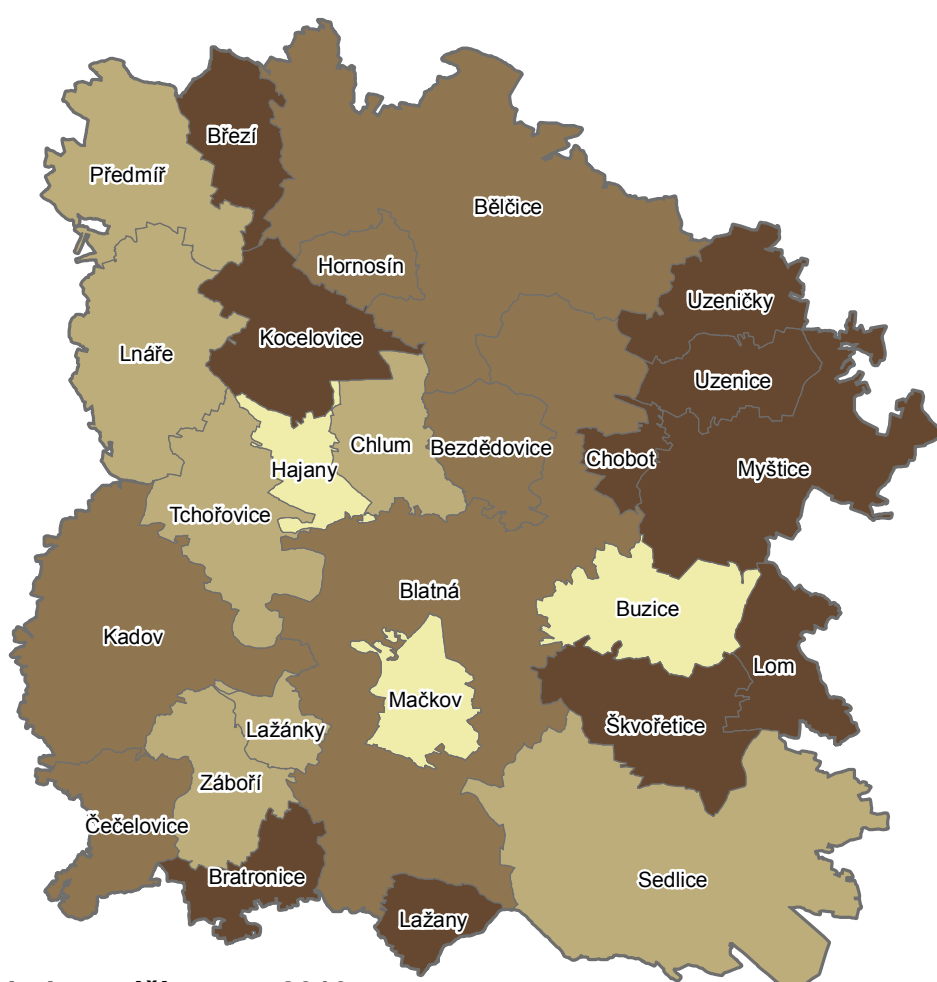 Březí
Předmíř
Bělčice
Hornosín
Uzeničky
Kocelovice
Lnáře
Uzenice
Chlum
Bezdědovice
Chobot
Hajany
Myštice
Tchořovice
Blatná
Buzice
Kadov
Lom
Mačkov
Škvořetice
Lažánky
Záboří
Čečelovice
Bratronice
Sedlice
Lažany